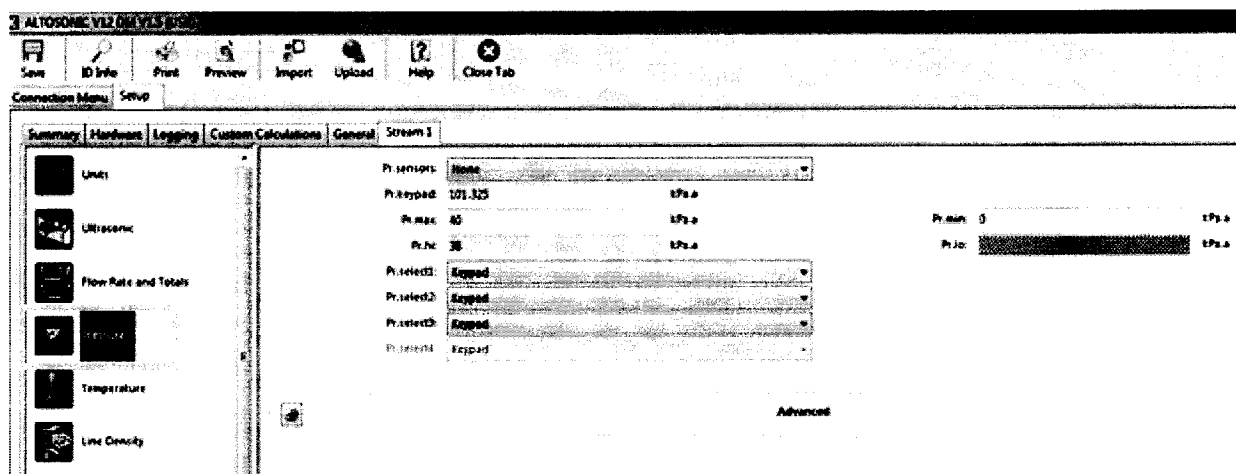 ALTOSONIC V12
Save ID Info Print Preview Import Upload Help Close Tab
Connection Menu Setup
Summary Hardware Logging Custom Calculations General Stream 1
Units
Ultrasonic
Flow Rate and Totals
Temperature
Line Density
Pr.sensors: None
Pr.keypad: 101.325 kPa.a
Pr.max: 40 kPa.a Pr.min: 0 kPa.a
Pr.hi: 38 kPa.a Pr.lo: kPa.a
Pr.select1: Keypad
Pr.select2: Keypad
Pr.select3: Keypad
Pr.select4: Keypad
Advanced